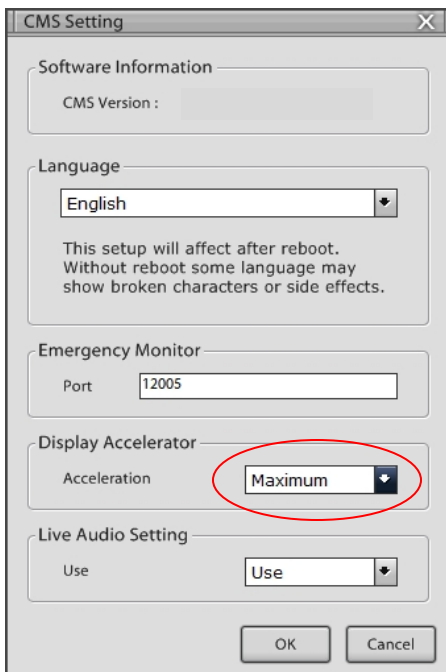 CMS Setting
Software Information
CMS Version :
Language
English
This setup will affect after reboot.
Without reboot some language may
show broken characters or side effects.
Emergency Monitor
Port 12005
Display Accelerator
Acceleration Maximum
Live Audio Setting
Use Use
OK Cancel